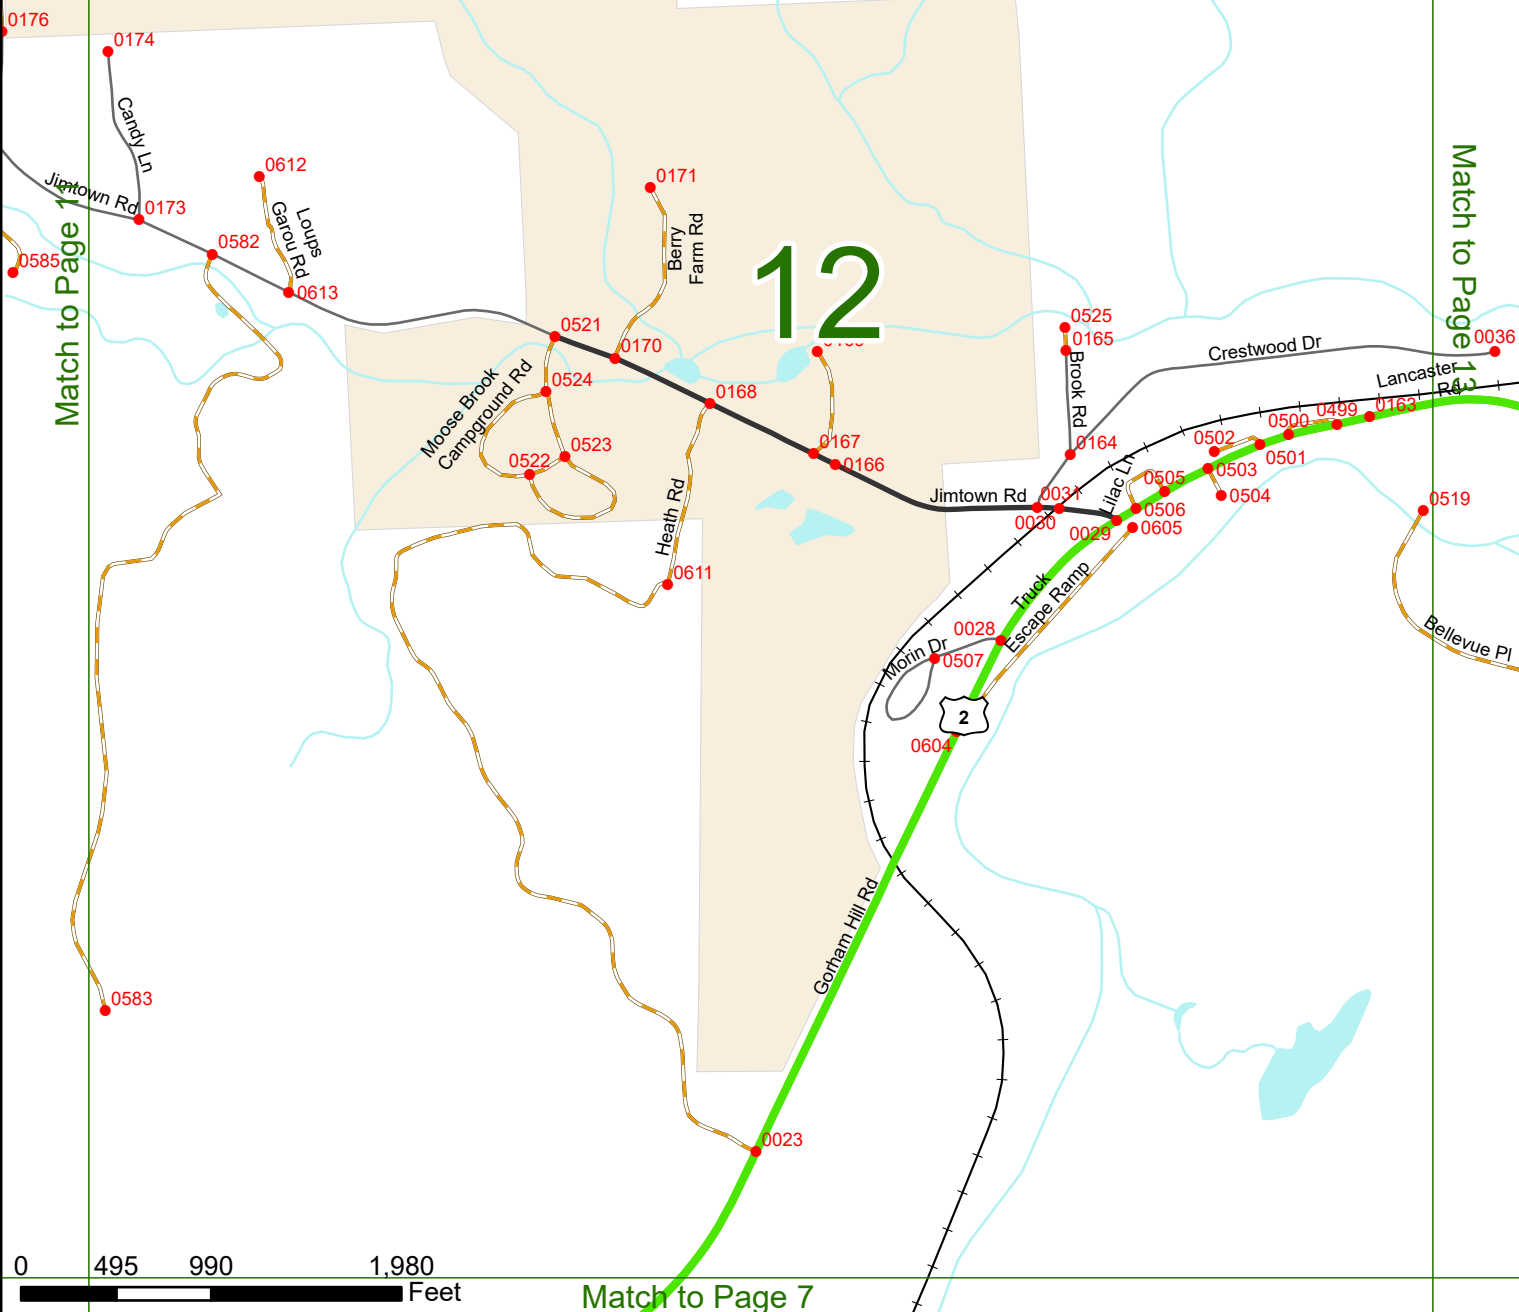 0176
0174
Candy Ln
Jimtown Rd
0173
0612
Loups
Garou Rd
0582
0613
0585
Match to Page
0171
Berry
Farm Rd
12
Match to Page 13
0521
0170
0525
0165
Brook Rd
Crestwood Dr
0036
Lancaster
Rd
0524
Moose Brook
Campground Rd
0168
0523
0522
0167
0166
0164
0163
0499
0500
0501
0502
0503
0504
0505
0506
Lilac Ln
Jimtown Rd
0031
0030
0029
0605
0519
Heath Rd
0611
Truck
Escape Ramp
0028
Morin Dr
0507
Bellevue Pl
2
0604
Gorham Hill Rd
0583
0023
0 495 990 1,980
Feet
Match to Page 7